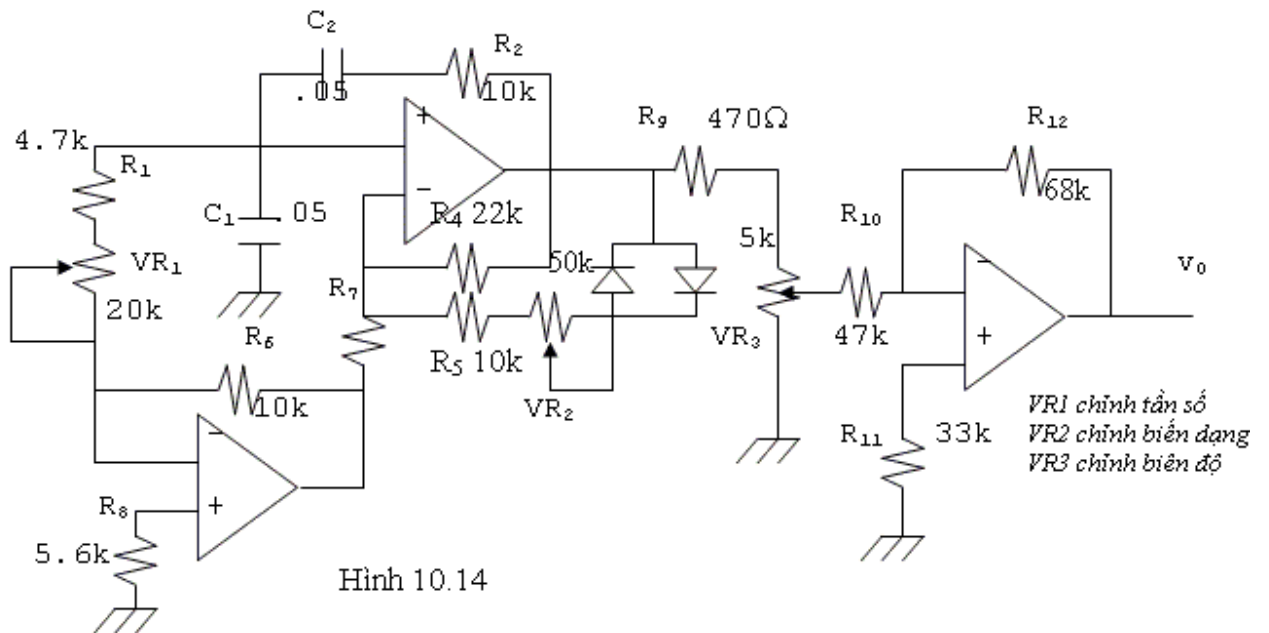 C₂
R₂
.05
10k
4.7k
R₁
+
−
R₉
470Ω
R₁₂
68k
C₁
.05
R₄ 22k
VR₁
20k
R₇
50k
5k
R₁₀
−
v₀
VR₃
47k
+
R₆
10k
R₅ 10k
VR₂
R₁₁
33k
VR1 chỉnh tần số
VR2 chỉnh biến dạng
VR3 chỉnh biên độ
−
R₈
+
5.6k
Hình 10.14